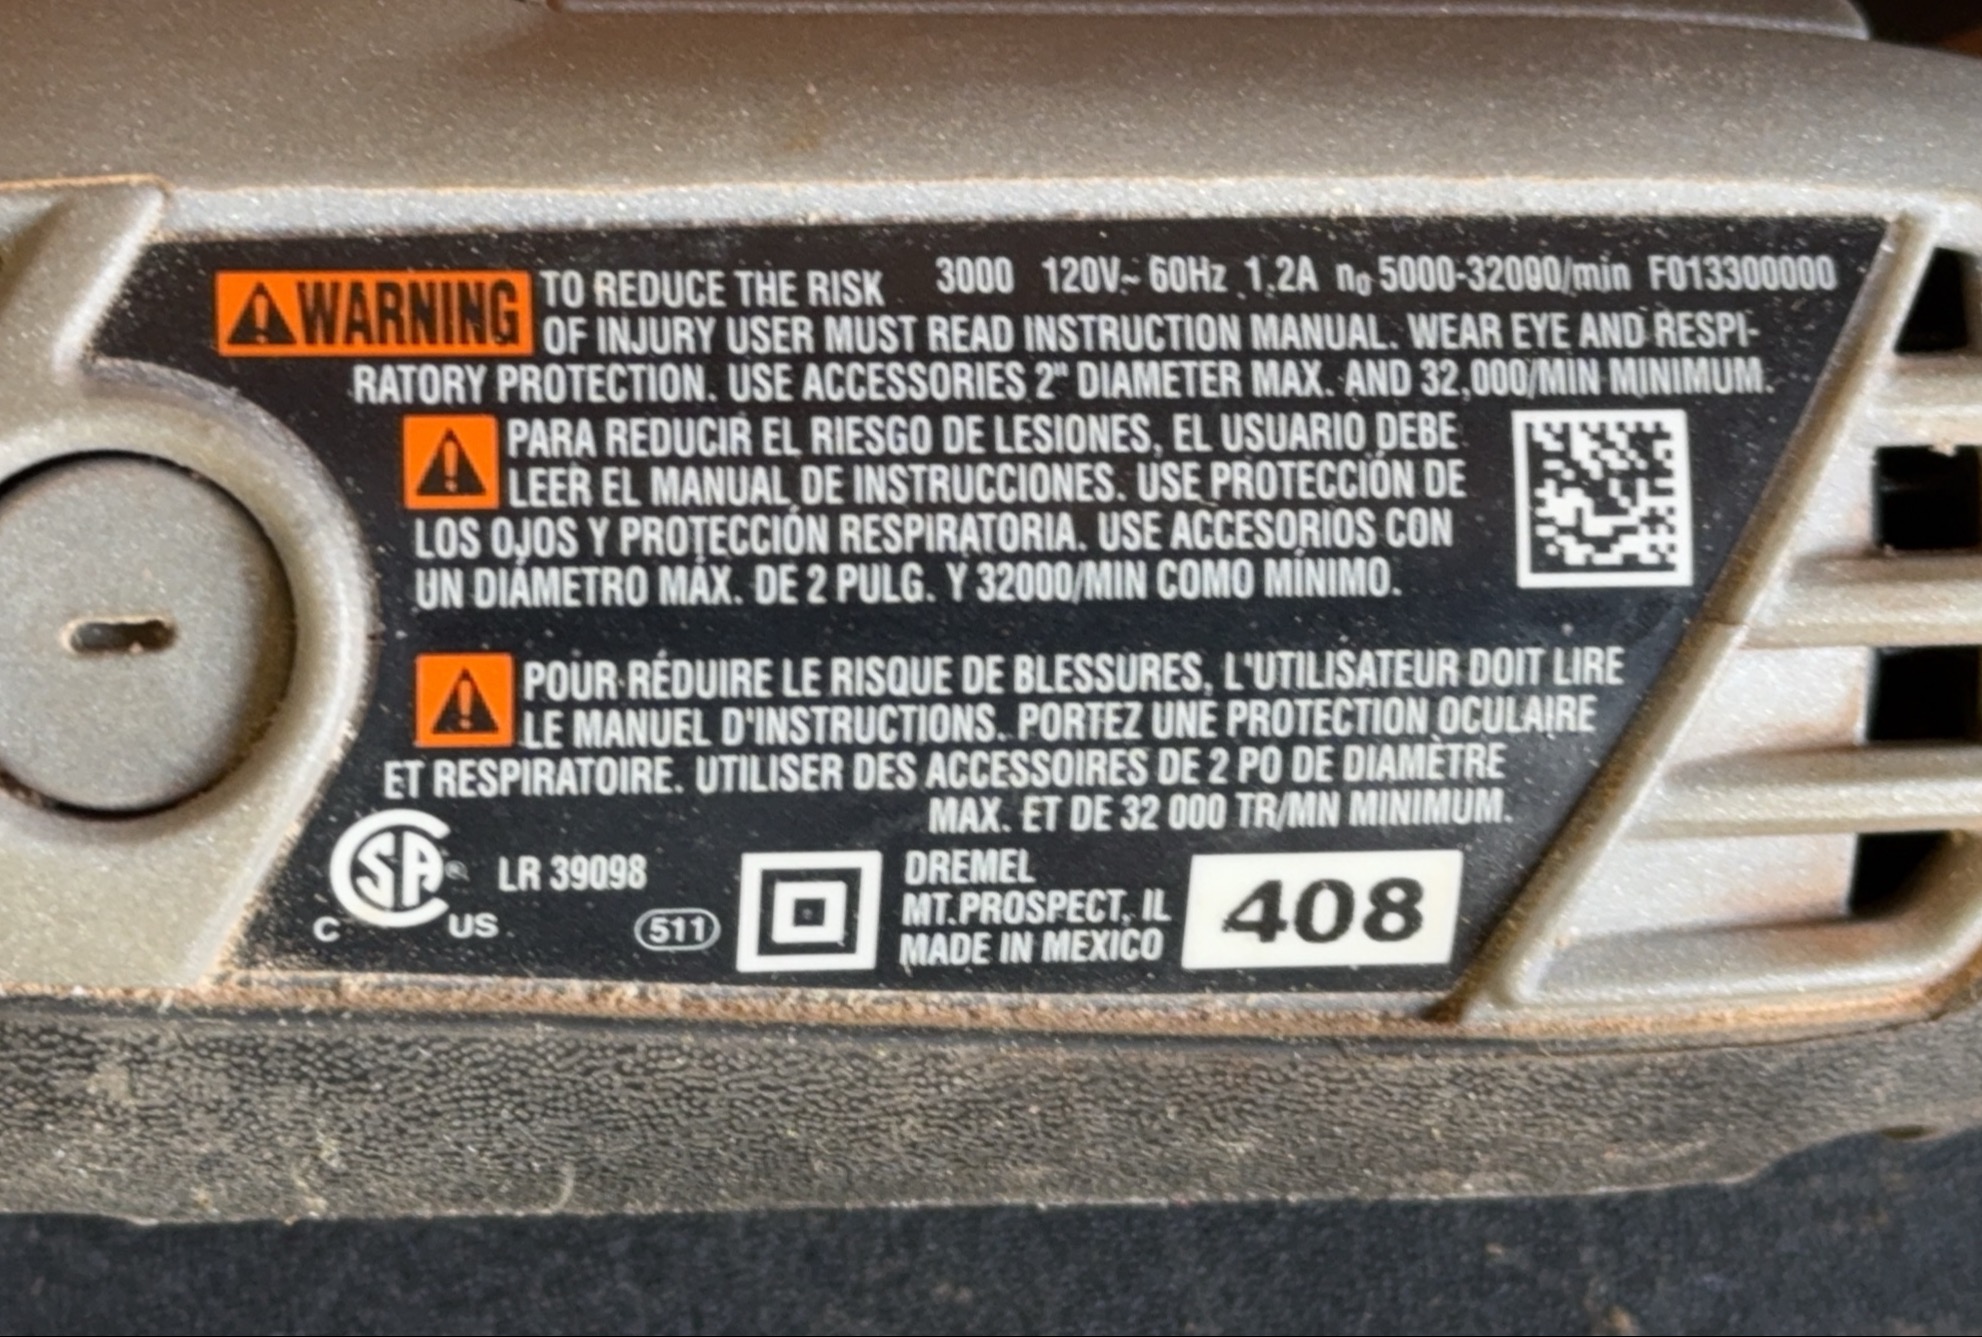 WARNING TO REDUCE THE RISK 3000 120V~ 60Hz 1.2A n₀ 5000-32000/min F013300000
OF INJURY USER MUST READ INSTRUCTION MANUAL. WEAR EYE AND RESPI-
RATORY PROTECTION. USE ACCESSORIES 2" DIAMETER MAX. AND 32,000/MIN MINIMUM.
PARA REDUCIR EL RIESGO DE LESIONES, EL USUARIO DEBE
LEER EL MANUAL DE INSTRUCCIONES. USE PROTECCIÓN DE
LOS OJOS Y PROTECCIÓN RESPIRATORIA. USE ACCESORIOS CON
UN DIÁMETRO MÁX. DE 2 PULG. Y 32000/MIN COMO MÍNIMO.
POUR RÉDUIRE LE RISQUE DE BLESSURES, L'UTILISATEUR DOIT LIRE
LE MANUEL D'INSTRUCTIONS. PORTEZ UNE PROTECTION OCULAIRE
ET RESPIRATOIRE. UTILISER DES ACCESSOIRES DE 2 PO DE DIAMÈTRE
MAX. ET DE 32 000 TR/MN MINIMUM.
C SA® US LR 39098
511
DREMEL
MT.PROSPECT, IL
MADE IN MEXICO
408